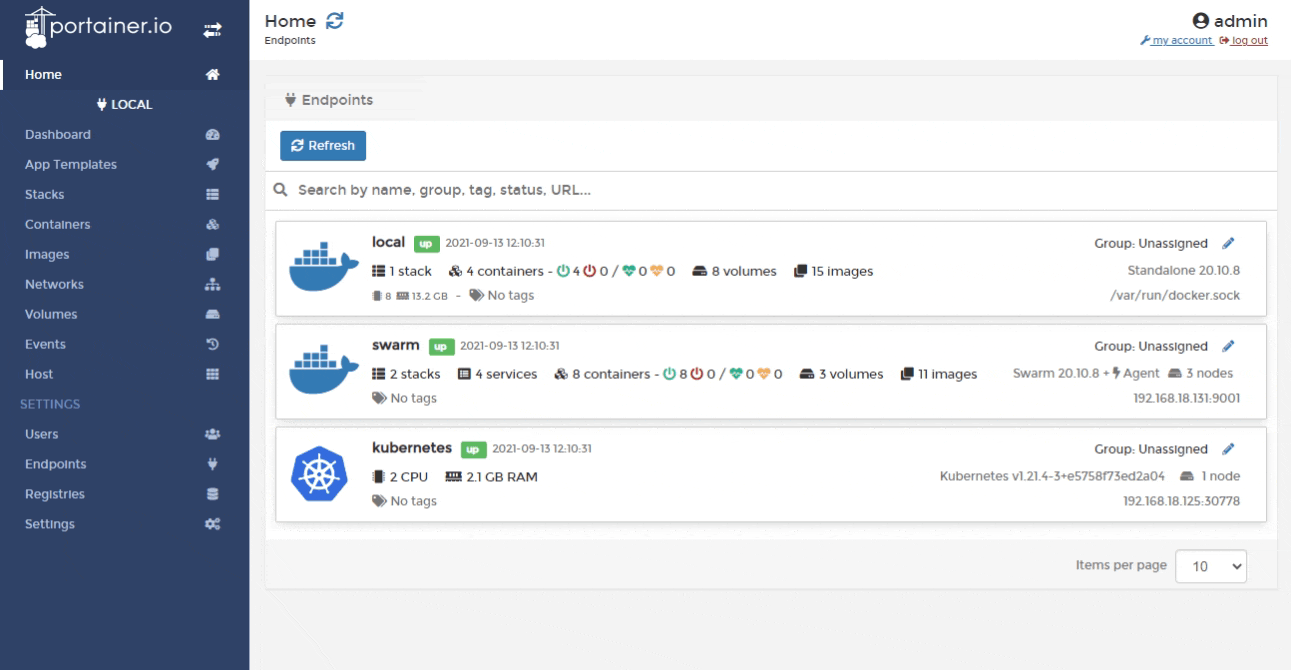 portainer.io
Home
LOCAL
Dashboard
App Templates
Stacks
Containers
Images
Networks
Volumes
Events
Host
SETTINGS
Users
Endpoints
Registries
Settings
Home
Endpoints
admin
my account log out
Endpoints
Refresh
Search by name, group, tag, status, URL...
local up 2021-09-13 12:10:31 Group: Unassigned
1 stack 4 containers - 4 0 / 0 0 8 volumes 15 images Standalone 20.10.8
8 13.2 GB - No tags /var/run/docker.sock
swarm up 2021-09-13 12:10:31 Group: Unassigned
2 stacks 4 services 8 containers - 8 0 / 0 0 3 volumes 11 images Swarm 20.10.8 + Agent 3 nodes
No tags 192.168.18.131:9001
kubernetes up 2021-09-13 12:10:31 Group: Unassigned
2 CPU 2.1 GB RAM Kubernetes v1.21.4-3+e5758f73ed2a04 1 node
No tags 192.168.18.125:30778
Items per page 10